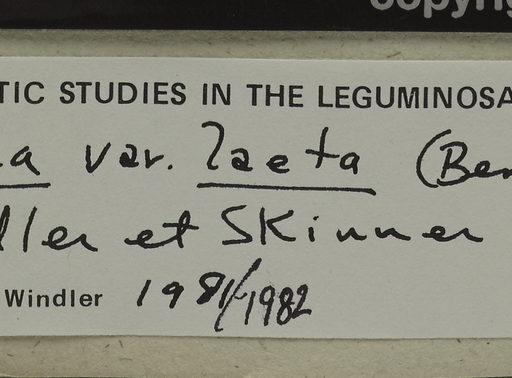 copyrig
TIC STUDIES IN THE LEGUMINOSA
a var. laeta (Ben
ller et Skinner
Windler 1981/1982